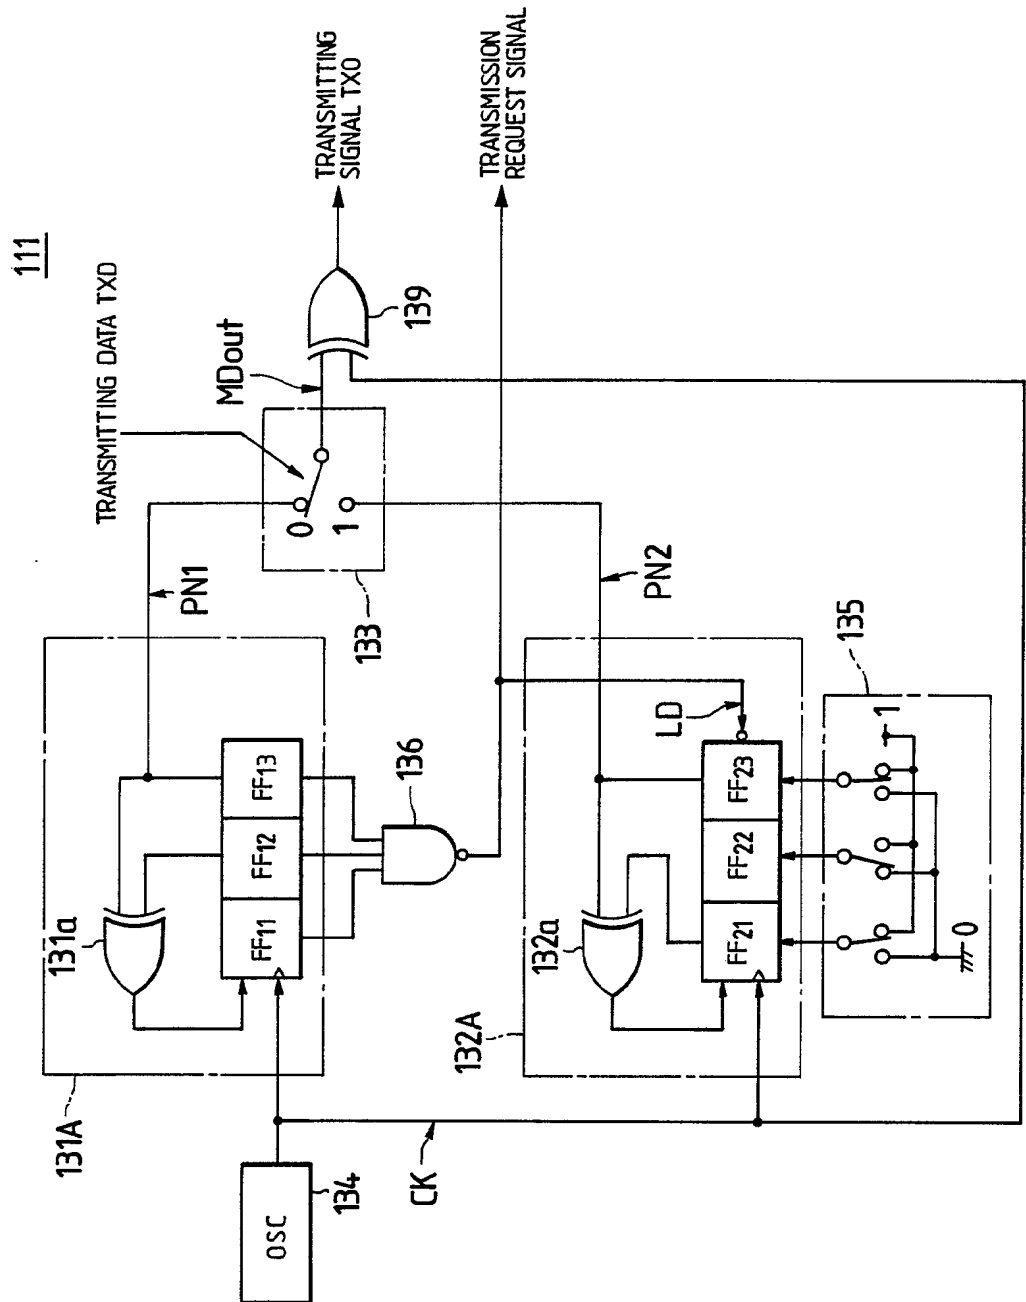 111
TRANSMITTING
SIGNAL TXO
TRANSMISSION
REQUEST SIGNAL
TRANSMITTING DATA TXD
139
MDout
0
1
133
PN1
PN2
131a
FF11
FF12
FF13
136
131A
LD
132a
FF21
FF22
FF23
132A
135
1
0
OSC
134
CK